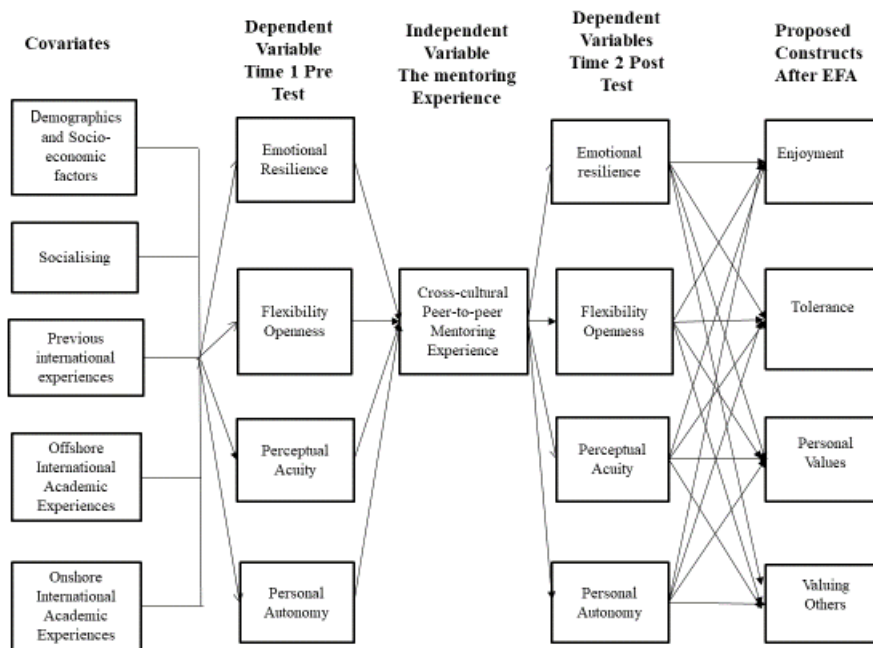 Covariates
Dependent
Variable
Time 1 Pre
Test
Independent
Variable
The mentoring
Experience
Dependent
Variables
Time 2 Post
Test
Proposed
Constructs
After EFA
Demographics
and Socio-
economic
factors
Socialising
Previous
international
experiences
Offshore
International
Academic
Experiences
Onshore
International
Academic
Experiences
Emotional
Resilience
Flexibility
Openness
Perceptual
Acuity
Personal
Autonomy
Cross-cultural
Peer-to-peer
Mentoring
Experience
Emotional
resilience
Flexibility
Openness
Perceptual
Acuity
Personal
Autonomy
Enjoyment
Tolerance
Personal
Values
Valuing
Others